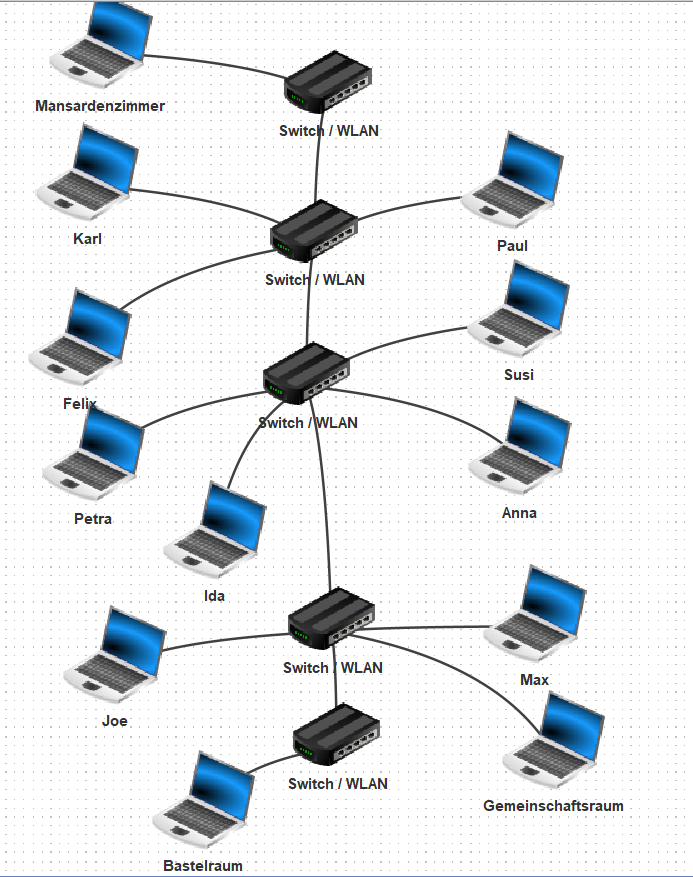 Mansardenzimmer
Switch / WLAN
Karl
Paul
Switch / WLAN
Susi
Felix
Switch / WLAN
Anna
Petra
Ida
Switch / WLAN
Max
Joe
Switch / WLAN
Gemeinschaftsraum
Bastelraum